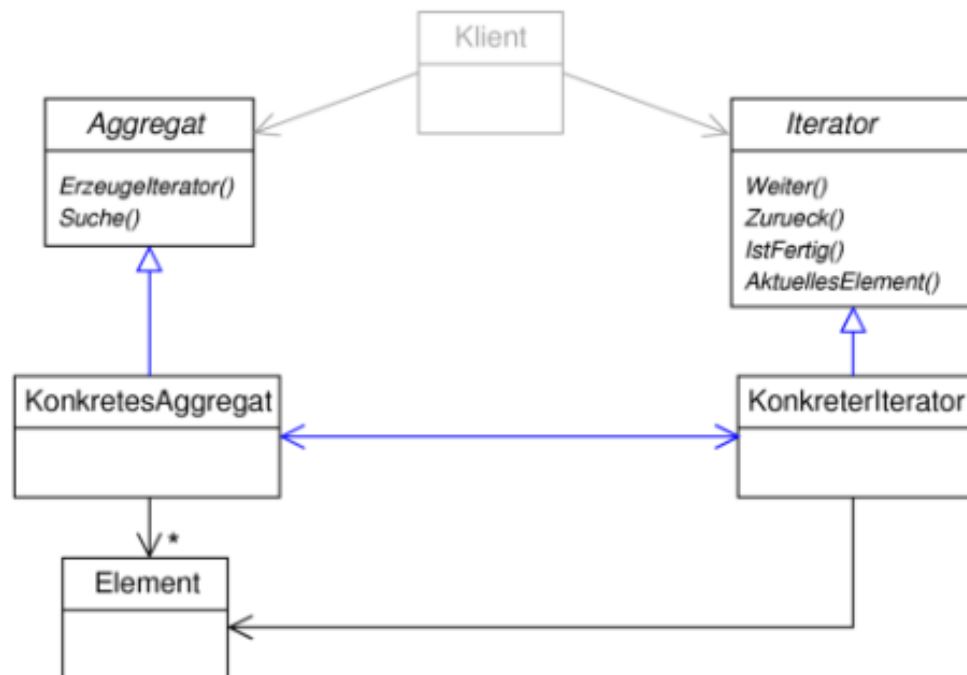 Klient
Aggregat
ErzeugeIterator()
Suche()
Iterator
Weiter()
Zurueck()
IstFertig()
AktuellesElement()
KonkretesAggregat
KonkreterIterator
*
Element